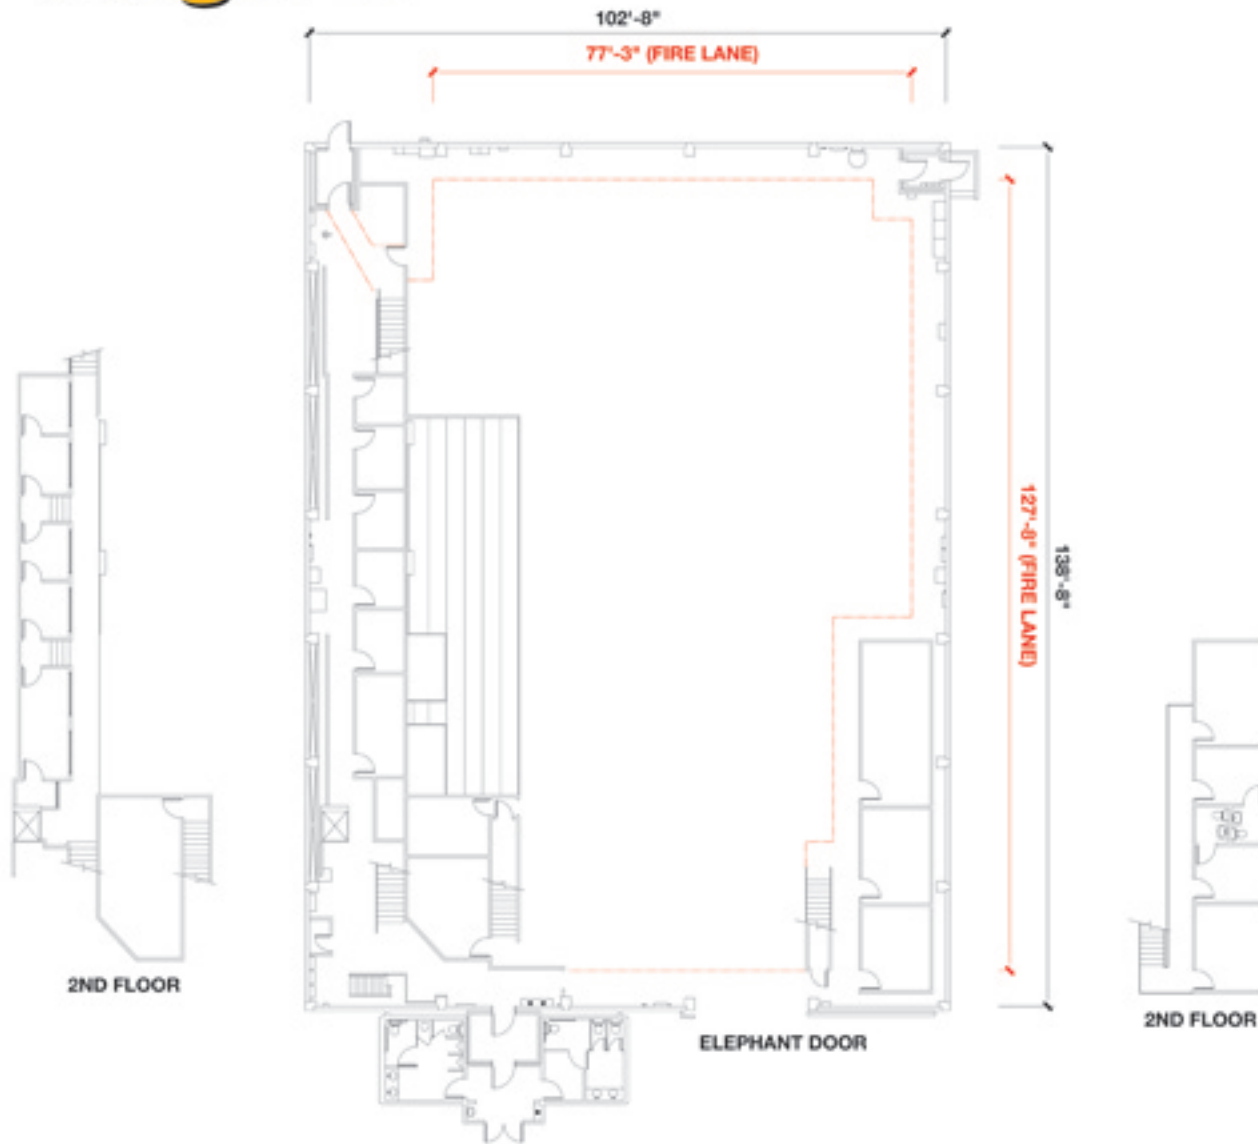 102'-8"
77'-3" (FIRE LANE)
127'-8" (FIRE LANE)
138'-8"
2ND FLOOR
ELEPHANT DOOR
2ND FLOOR